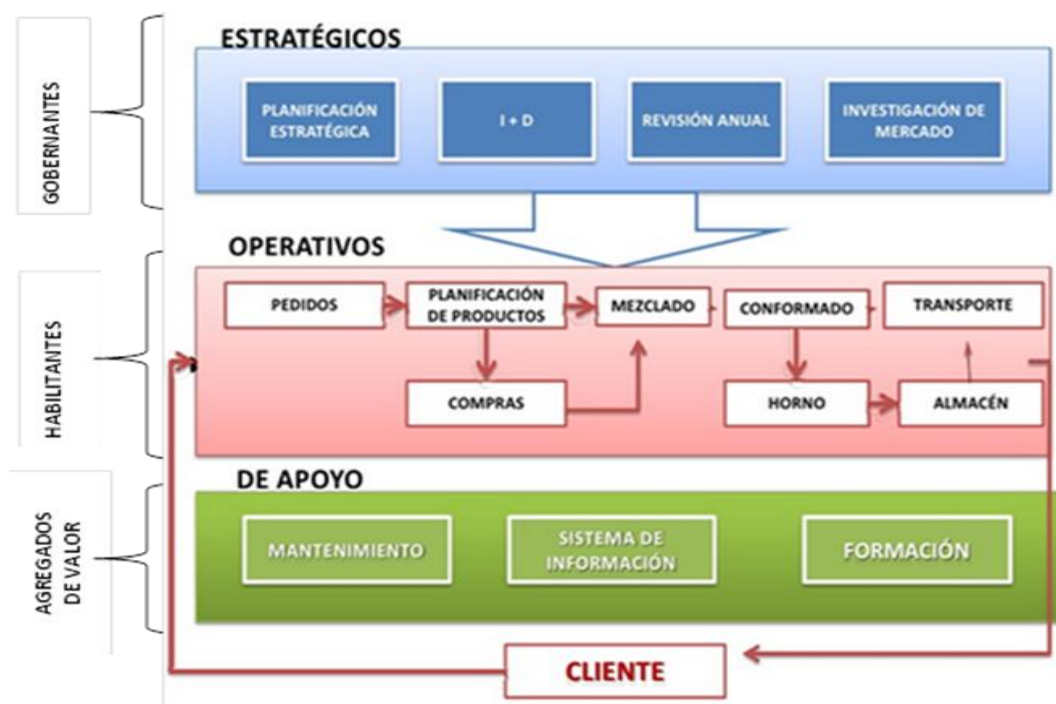 GOBERNANTES
ESTRATÉGICOS
PLANIFICACIÓN
ESTRATÉGICA
I + D
REVISIÓN ANUAL
INVESTIGACIÓN DE
MERCADO
HABILITANTES
OPERATIVOS
PEDIDOS
PLANIFICACIÓN
DE PRODUCTOS
MEZCLADO
CONFORMADO
TRANSPORTE
COMPRAS
HORNO
ALMACÉN
AGREGADOS
DE VALOR
DE APOYO
MANTENIMIENTO
SISTEMA DE
INFORMACIÓN
FORMACIÓN
CLIENTE